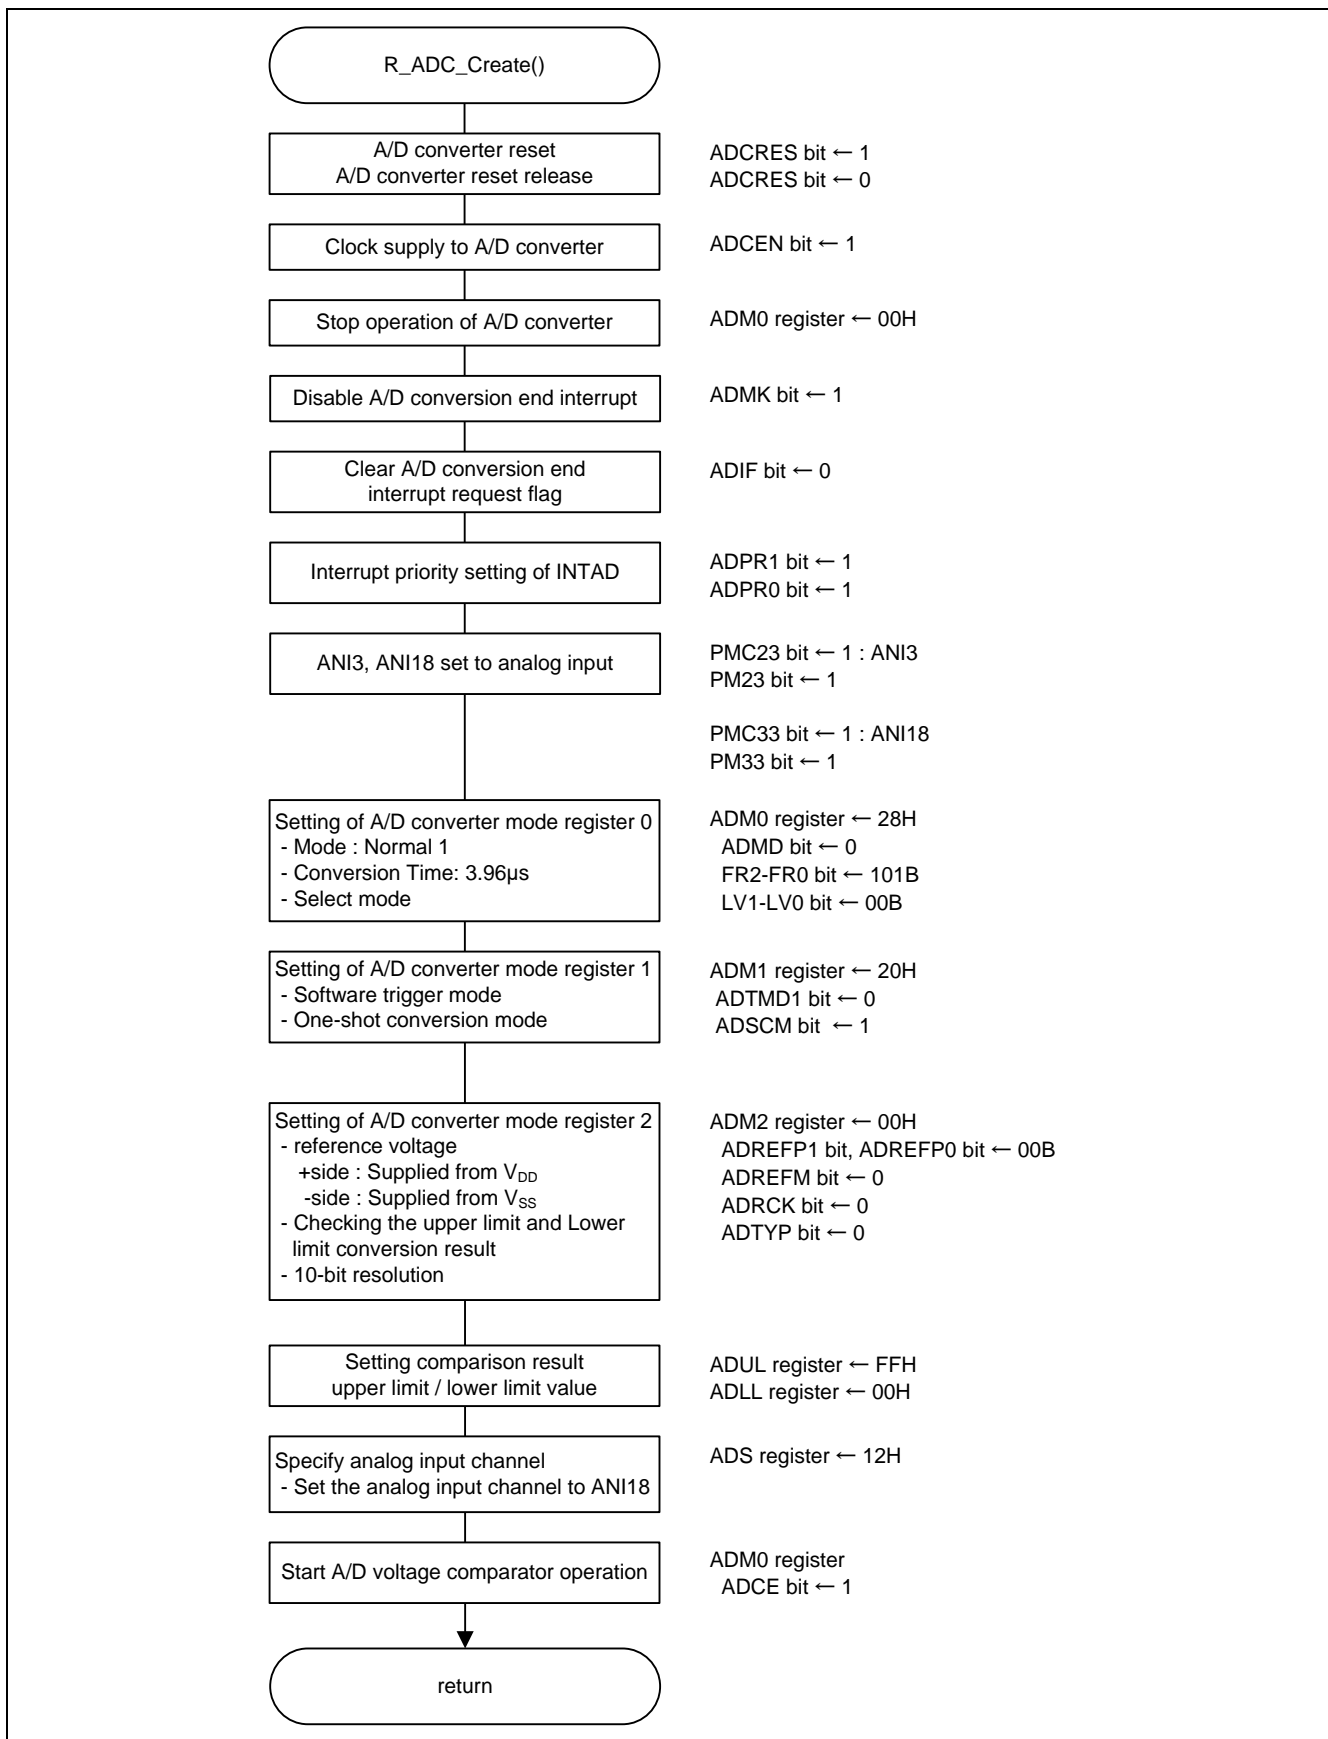 R_ADC_Create()
A/D converter reset
A/D converter reset release
ADCRES bit ← 1
ADCRES bit ← 0
Clock supply to A/D converter
ADCEN bit ← 1
Stop operation of A/D converter
ADM0 register ← 00H
Disable A/D conversion end interrupt
ADMK bit ← 1
Clear A/D conversion end
interrupt request flag
ADIF bit ← 0
Interrupt priority setting of INTAD
ADPR1 bit ← 1
ADPR0 bit ← 1
ANI3, ANI18 set to analog input
PMC23 bit ← 1 : ANI3
PM23 bit ← 1
PMC33 bit ← 1 : ANI18
PM33 bit ← 1
Setting of A/D converter mode register 0
- Mode : Normal 1
- Conversion Time: 3.96µs
- Select mode
ADM0 register ← 28H
ADMD bit ← 0
FR2-FR0 bit ← 101B
LV1-LV0 bit ← 00B
Setting of A/D converter mode register 1
- Software trigger mode
- One-shot conversion mode
ADM1 register ← 20H
ADTMD1 bit ← 0
ADSCM bit ← 1
Setting of A/D converter mode register 2
- reference voltage
+side : Supplied from VDD
-side : Supplied from VSS
- Checking the upper limit and Lower
limit conversion result
- 10-bit resolution
ADM2 register ← 00H
ADREFP1 bit, ADREFP0 bit ← 00B
ADREFM bit ← 0
ADRCK bit ← 0
ADTYP bit ← 0
Setting comparison result
upper limit / lower limit value
ADUL register ← FFH
ADLL register ← 00H
Specify analog input channel
- Set the analog input channel to ANI18
ADS register ← 12H
Start A/D voltage comparator operation
ADM0 register
ADCE bit ← 1
return